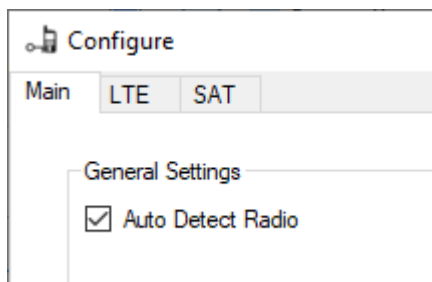 Configure
Main LTE SAT
General Settings
Auto Detect Radio